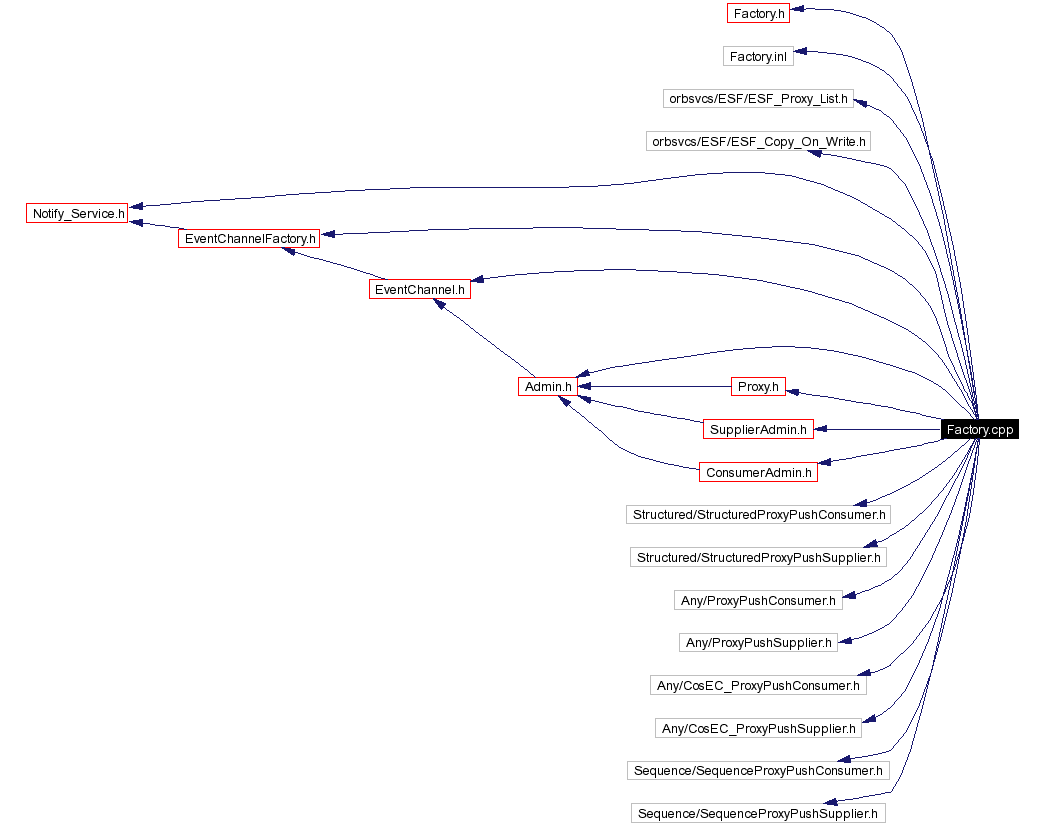 Factory.h
Factory.inl
orbsvcs/ESF/ESF_Proxy_List.h
orbsvcs/ESF/ESF_Copy_On_Write.h
Notify_Service.h
EventChannelFactory.h
EventChannel.h
Admin.h
Proxy.h
SupplierAdmin.h
Factory.cpp
ConsumerAdmin.h
Structured/StructuredProxyPushConsumer.h
Structured/StructuredProxyPushSupplier.h
Any/ProxyPushConsumer.h
Any/ProxyPushSupplier.h
Any/CosEC_ProxyPushConsumer.h
Any/CosEC_ProxyPushSupplier.h
Sequence/SequenceProxyPushConsumer.h
Sequence/SequenceProxyPushSupplier.h